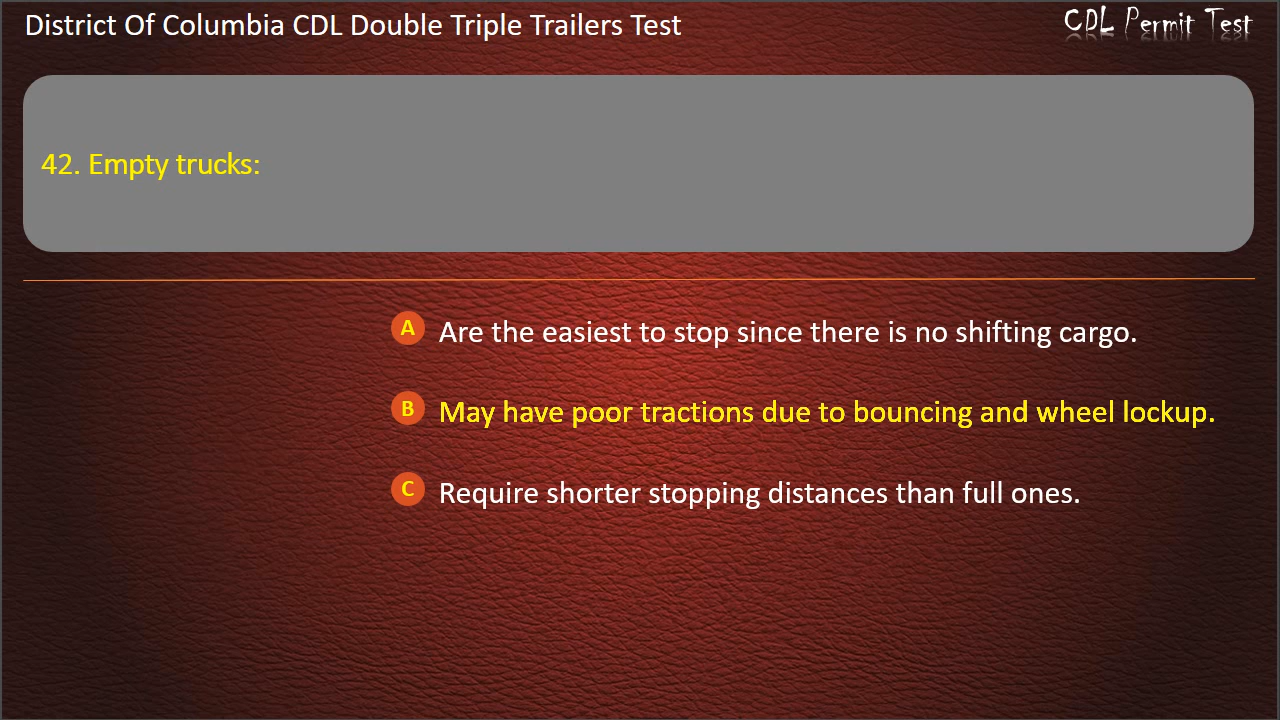 District Of Columbia CDL Double Triple Trailers Test
CDL Permit Test
42. Empty trucks:
A Are the easiest to stop since there is no shifting cargo.
B May have poor tractions due to bouncing and wheel lockup.
C Require shorter stopping distances than full ones.